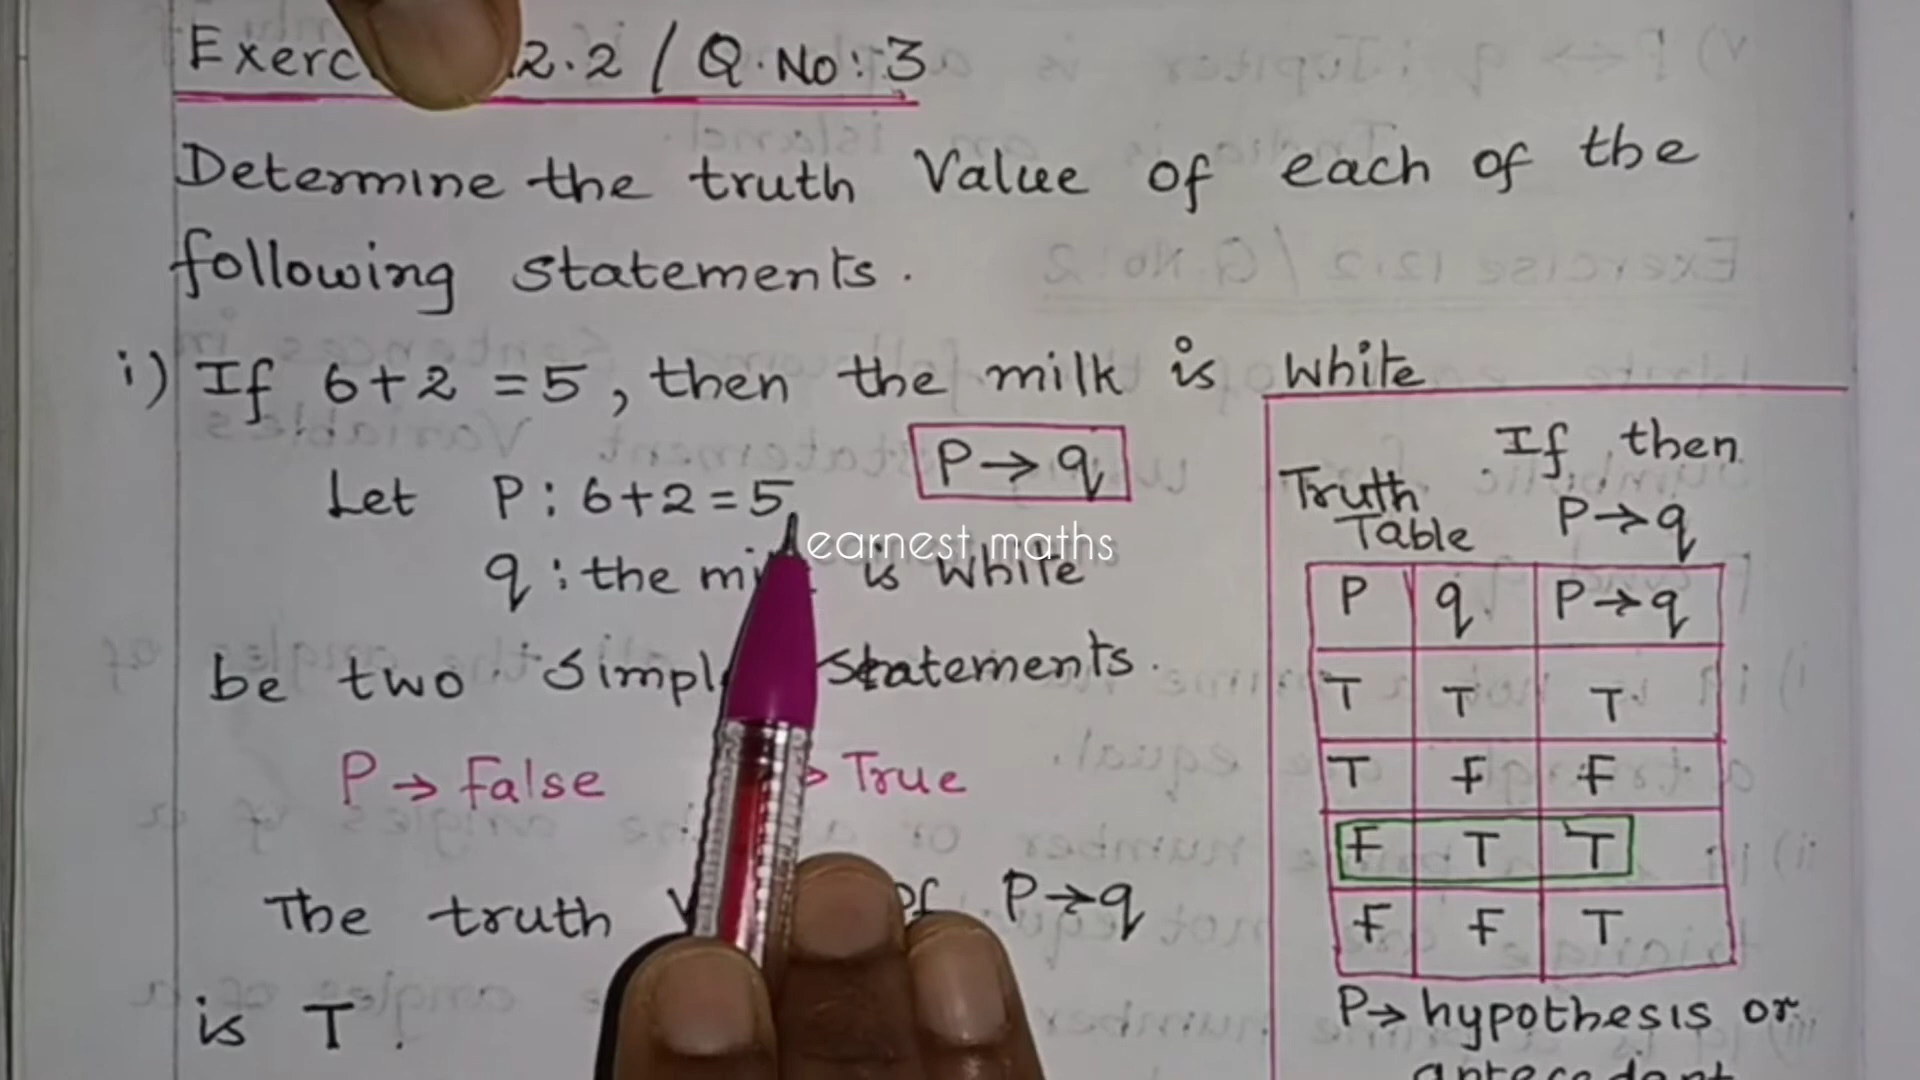 Exerc 2.2 / Q.No:3
Determine the truth Value of each of the
following statements.
i) If 6+2 = 5, then the milk is white
P→q
Let P: 6+2=5
q: the is white
be two simple statements.
P→ False → True
The truth of P→q
is T.
If then
Truth Table
P→q
P q P→q
T T T
T F F
F T T
F F T
P→ hypothesis or
antecedant
earnest maths